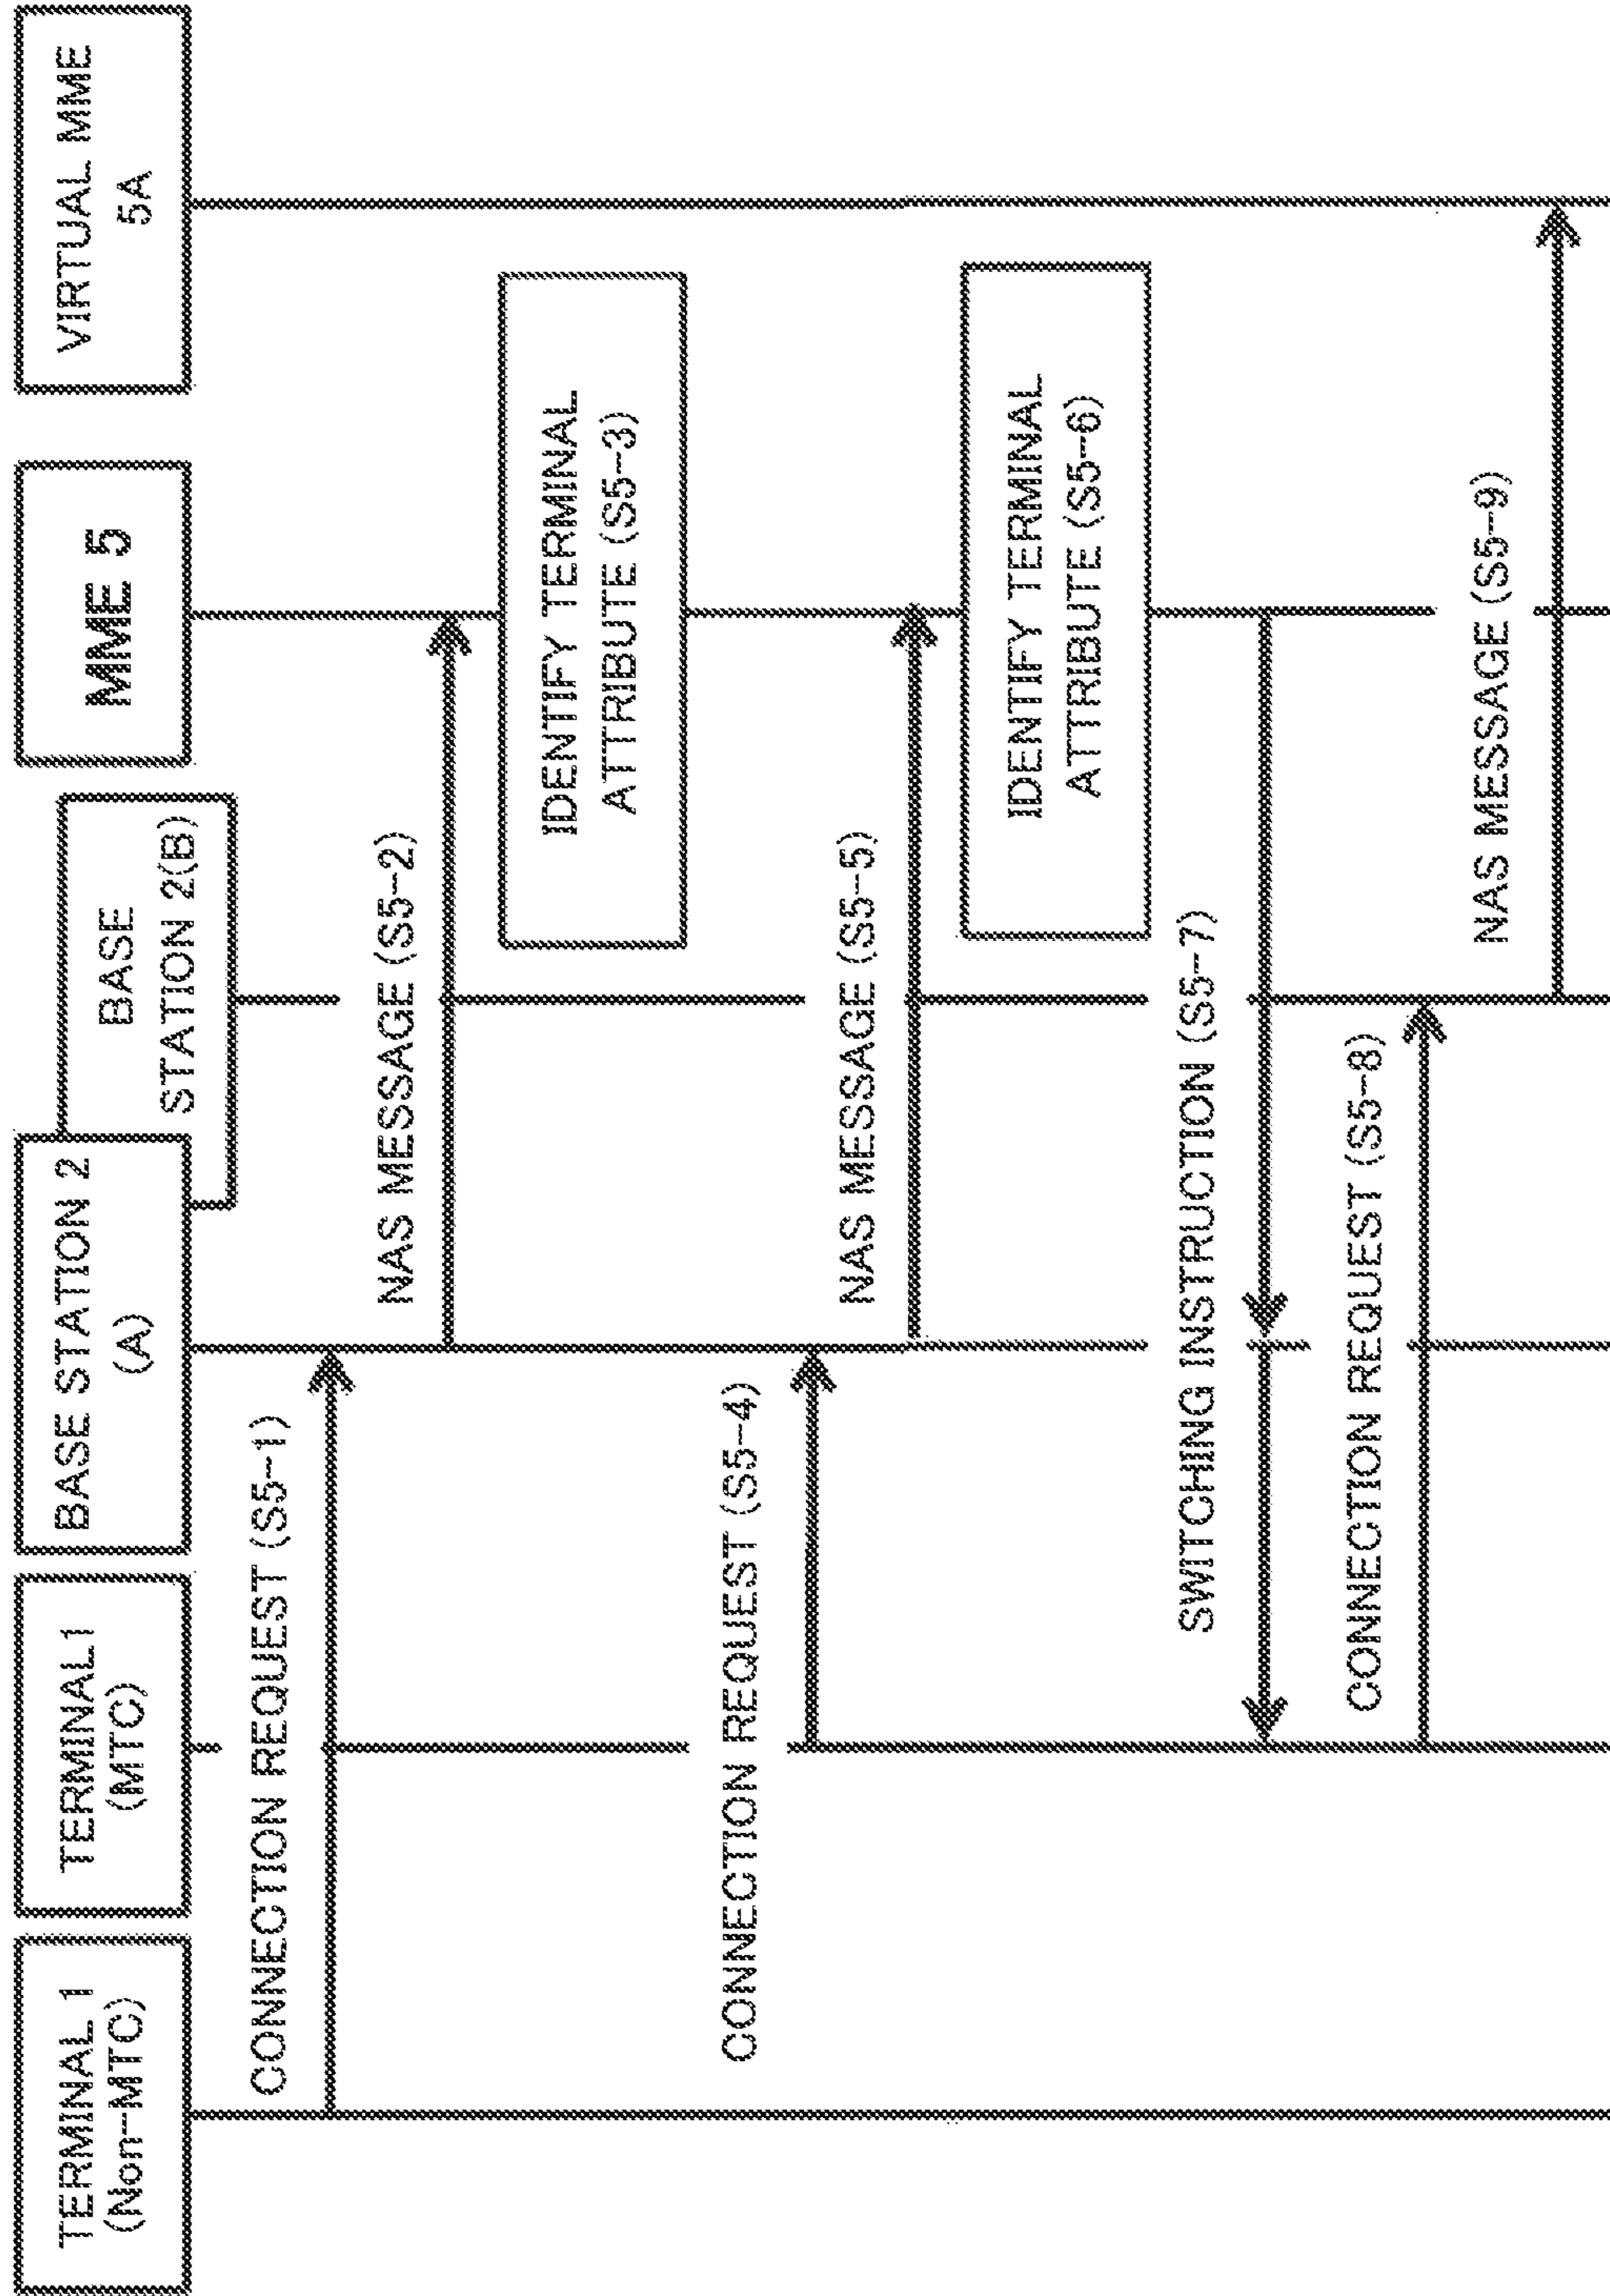 TERMINAL 1
(Non-MTC)
TERMINAL1
(MTC)
BASE STATION 2
(A)
BASE
STATION 2(B)
MME 5
VIRTUAL MME
5A
CONNECTION REQUEST (S5-1)
NAS MESSAGE (S5-2)
IDENTIFY TERMINAL
ATTRIBUTE (S5-3)
CONNECTION REQUEST (S5-4)
NAS MESSAGE (S5-5)
IDENTIFY TERMINAL
ATTRIBUTE (S5-6)
SWITCHING INSTRUCTION (S5-7)
CONNECTION REQUEST (S5-8)
NAS MESSAGE (S5-9)